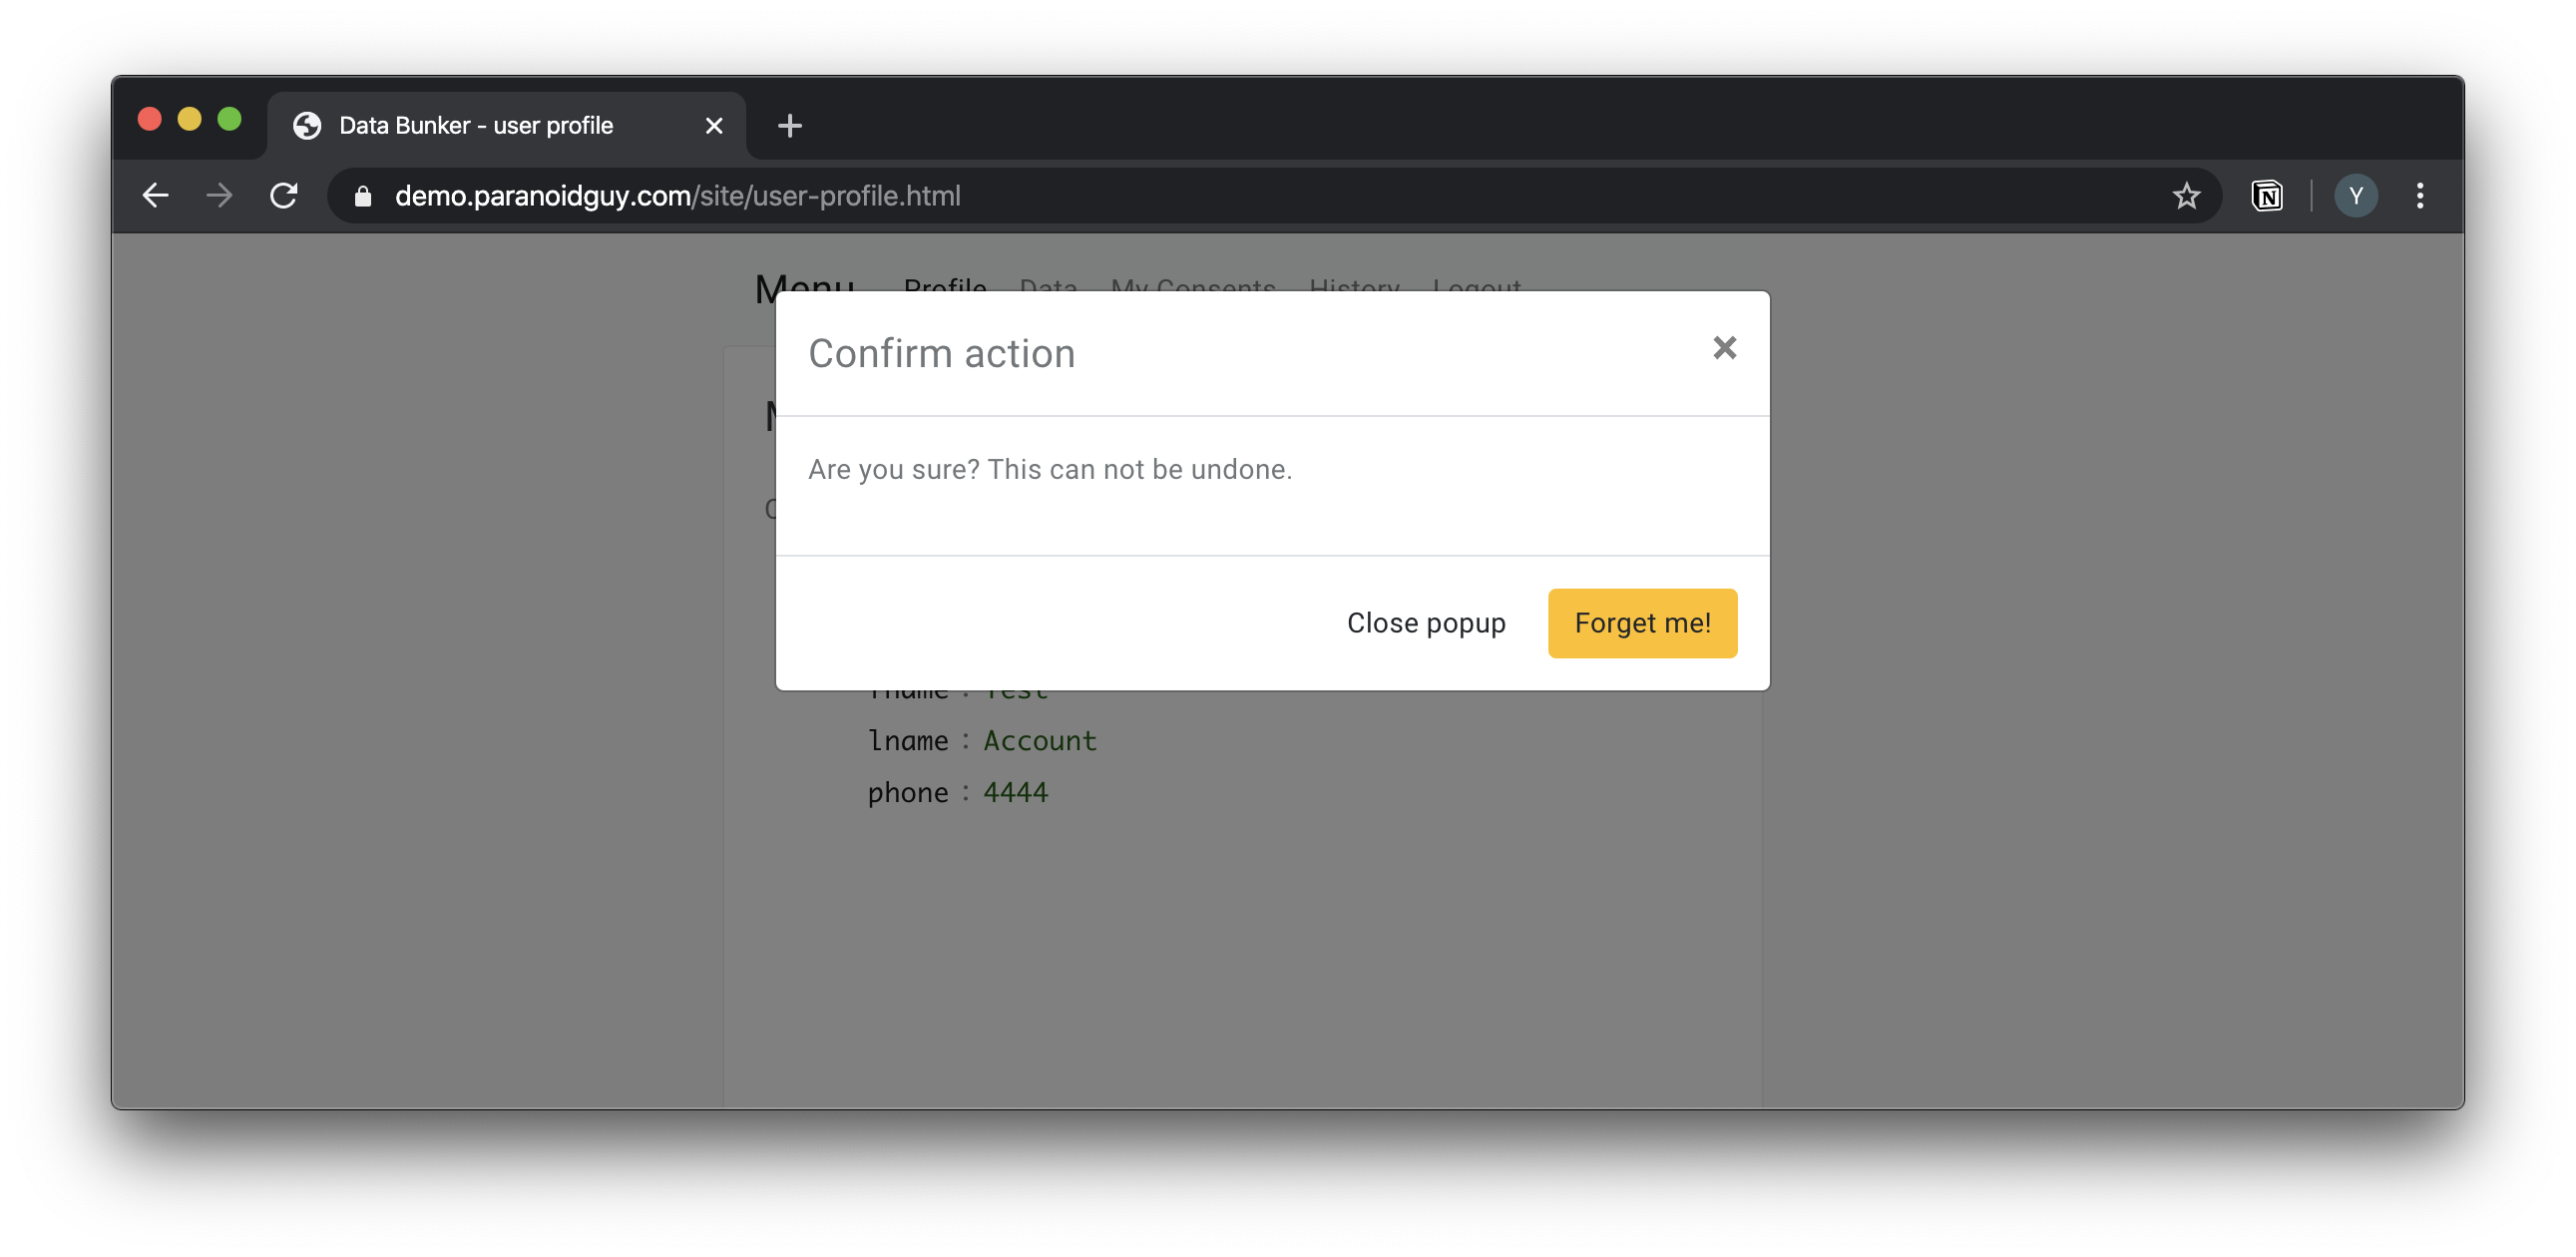 Data Bunker - user profile
demo.paranoidguy.com/site/user-profile.html
Y
Menu Profile Data My Consents History Logout
Confirm action
Are you sure? This can not be undone.
Close popup Forget me!
fname : Test
lname : Account
phone : 4444